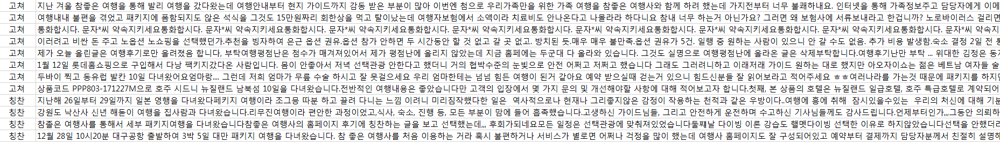 고쳐 지난 겨울 참좋은 여행을 통해 발리 여행을 갔다왔는데 여행안내부터 현지 가이드까지 감동 받은 부분이 많아 이번엔 첨으로 우리가족만을 위한 가족 여행을 참좋은 여행사와 함께 하려 했는데 가지전부터 너무 불쾌하내요. 인터넷을 통해 가족정보주고 담당자에게 이메
고쳐 여행내내 불편을 겪었고 패키지에 폼함되지도 않은 석식을 그것도 15만원짜리 회한상을 먹고 탈이났는데 여행자보험에서 소액이라 치료비도 안나온다고 나몰라라 하다니요 참내 너무 하는거 아닌가요? 그러면 왜 보험사에 서류보내라고 한겁니까? 노로바이러스 걸리면
고쳐 통화합시다. 문자*씨 약속지키세요통화합시다. 문자*씨 약속지키세요통화합시다. 문자*씨 약속지키세요통화합시다. 문자*씨 약속지키세요통화합시다. 문자*씨 약속지키세요통화합시다. 문자*씨 약속지키세요통화합시다. 문자*씨 약속지
고쳐 이러려고 비싼 돈 주고 노옵션 노쇼핑을 선택했던가.추천을 빙자하여 은근 옵션 권유.옵션 참가 안하면 두 시간동안 할 것 없고 갈 곳 없고. 방치된 듯.매우 매우 불만족.옵션 권유가 5건. 일행 중 원하는 사람이 있으니 안 갈 수도 없음. 추가 비용 발생함.숙소 결정 2일 전
고쳐 제가 오늘 올린글은 여행후기로만 올려졌음 합니다, 부탁여행평점난은 점수가 매겨져있어서 제가 평점난에 올리지 않았는데 지금 홈페에는 두군대 다 올라와 있습니다. 그것도 실명으로 여행평점난에 올라온 글은 삭제부탁합니다.여행후기난만 부탁 ... 위대한 김정은 동
고쳐 1월 12일 롯데홈쇼핑으로 구입해서 다낭 팩키지갔다온 사람입니다. 몸이 안좋아서 저녁 선택관광 안한다고 했더니 거의 협박수준의 눈빛으로 안전 어쩌고 저쩌고 했습니다 그래도 그러려니하고 이래저래 가이드 원하는 대로 했지만 아오자이쇼는 젊은 베트남 여자들 술
고쳐 두바이 찍고 동유럽 발칸 10일 다녀왔어요엄마랑.... 그런데 저희 엄마가 무릎 수술 하시고 잘 못걸으세요 우리 엄마한테는 넘넘 힘든 여행이 된거 같아요 예약 받으실때 걷는거 있으니 힘드신분들 잘 읽어보라고 적어주세요 ㅎㅎ여러나라를 가는것 때문에 패키지를 하지만
고쳐 상품코드 PPP803-171227M으로 호주 시드니 뉴질랜드 남북섬 10일을 다녀왔습니다.전반적인 여행내용은 좋았습니다만 고객의 입장에서 몇 가지 문의 및 개선해야할 사항에 대해 적어보고자 합니다.첫째, 본 상품의 호텔은 뉴질랜드 일급호텔, 호주 특급호텔로 계약되어
칭찬 지난해 26일부터 29일까지 일본 영행을 다녀왔다페키지 여행이라 조그믕 따분 하고 끌려 다니는 느낌 이려니 미리짐작했다한 일은 역사적으로나 현재나 그리좋지않은 감정이 작용하는 천적과 같은 우방이다..여행에 흥에 취해 잠시있을수있는 우리의 처신에 대해 기분
칭찬 강원도 낙산사 신년 해돋이 여행을 집사람과 다녀왔습니다.리무진여행이라 편안한 과정이었고,식사, 숙소, 진행 등, 모든 부분이 맘에 들어 흡족했습니다.고생하신 가이드님들, 그리고 안전하게 운전하며 수고하신 기사님들께도 감사드립니다.언제부터인가,,,그동안 의뢰하
칭찬 참졸은 여행사를 통해서 세부 패키지여행을 다녀왔습니다참좋은 여행사의 홈페이지 후기에 칭찬하는 글을 보고 선택했는데,,, 후회가되네요모든 일정은 선택관광에 맞춰져있었습니다둘째날 다이빙 이론 강습도 핼멧다이빙 선택한 이유로 하지않았습니다선택을 안했더라
칭찬 12월 28일 10시20분 대구공항 출발하여 3박 5일 대만 패키지 여행을 다녀왔습니다. 참 좋은 여행사를 처음 이용하는 거라 혹시 불편하거나 서비스가 별로면 어쩌나 걱정을 많이 했는데 여행사 홈페이지도 잘 구성되어있고 예약부터 결제까지 담당자분께서 친절히 설명해